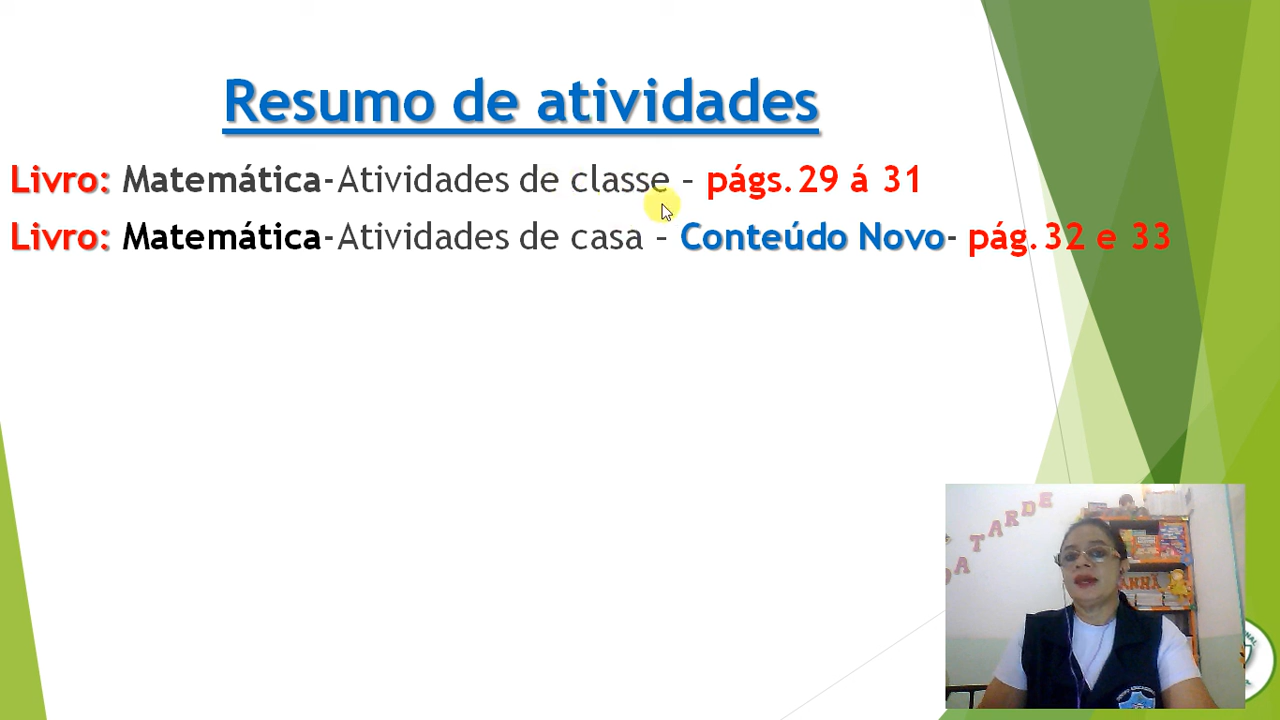 Resumo de atividades
Livro: Matemática-Atividades de classe – págs.29 á 31
Livro: Matemática-Atividades de casa – Conteúdo Novo- pág.32 e 33
TARDE